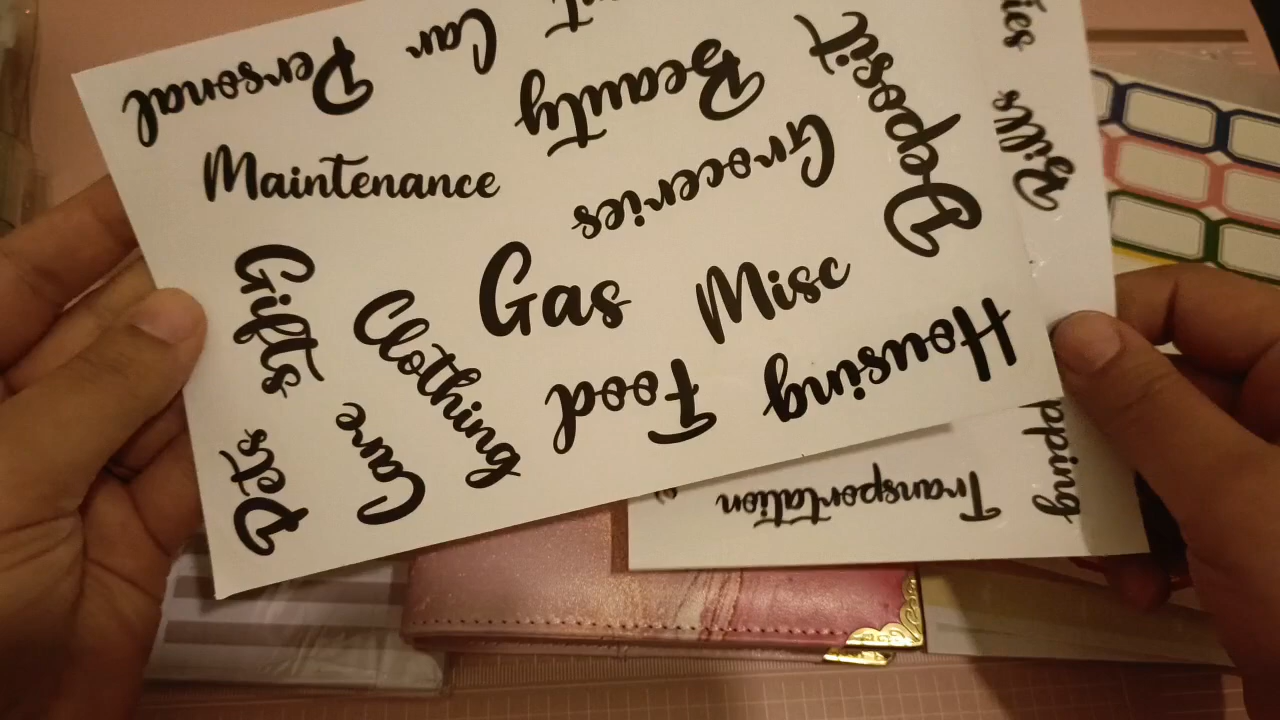 Personal
Car
Beauty
Deposit
Bills
Maintenance
Groceries
Gifts
Gas
Misc
Clothing
Food
Housing
Pets
Care
Transportation